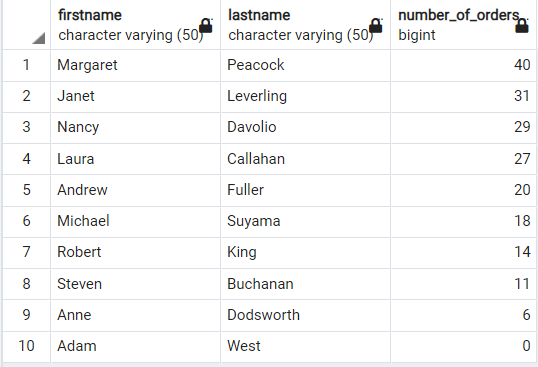 firstname lastname number_of_orders
character varying (50) character varying (50) bigint
1 Margaret Peacock 40
2 Janet Leverling 31
3 Nancy Davolio 29
4 Laura Callahan 27
5 Andrew Fuller 20
6 Michael Suyama 18
7 Robert King 14
8 Steven Buchanan 11
9 Anne Dodsworth 6
10 Adam West 0